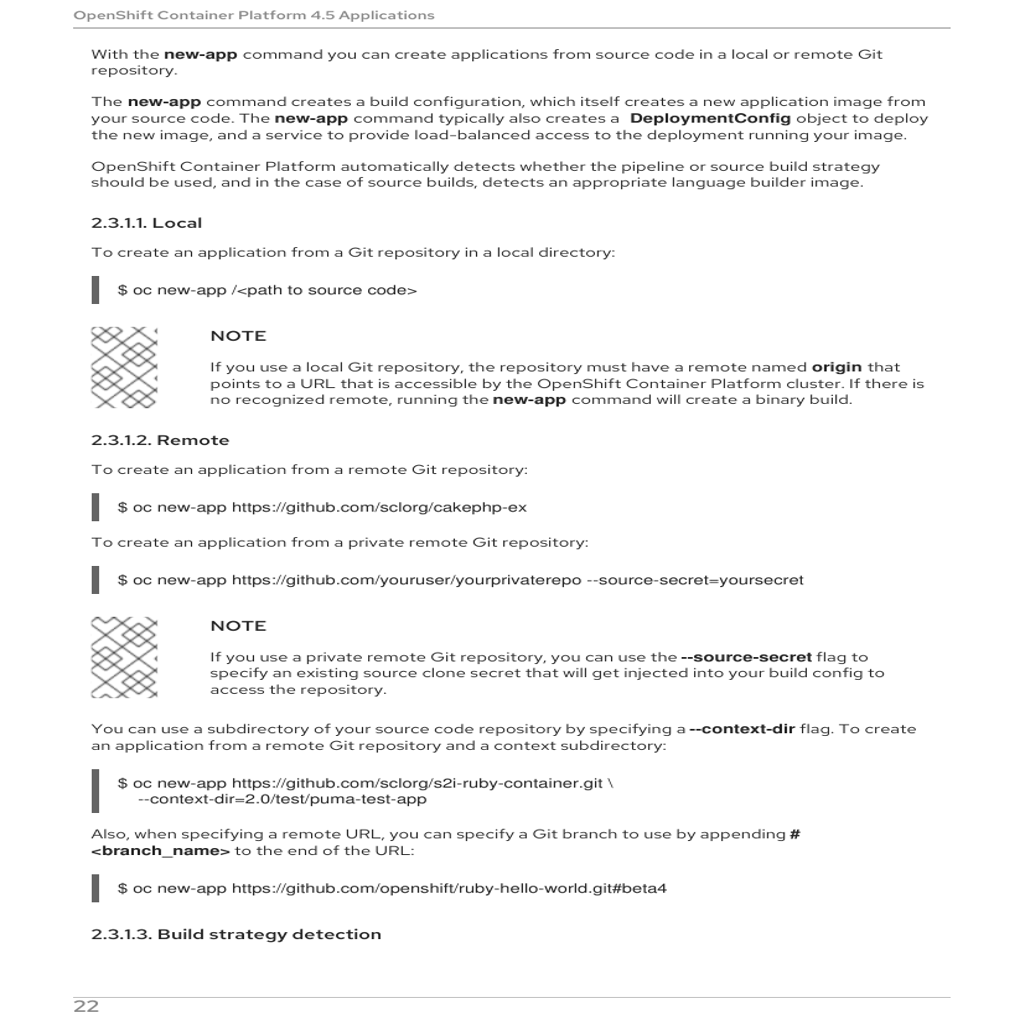 OpenShift Container Platform 4.5 Applications
With the new-app command you can create applications from source code in a local or remote Git
repository.
The new-app command creates a build configuration, which itself creates a new application image from
your source code. The new-app command typically also creates a DeploymentConfig object to deploy
the new image, and a service to provide load-balanced access to the deployment running your image.
OpenShift Container Platform automatically detects whether the pipeline or source build strategy
should be used, and in the case of source builds, detects an appropriate language builder image.
2.3.1.1. Local
To create an application from a Git repository in a local directory:
$ oc new-app /<path to source code>
NOTE
If you use a local Git repository, the repository must have a remote named origin that
points to a URL that is accessible by the OpenShift Container Platform cluster. If there is
no recognized remote, running the new-app command will create a binary build.
2.3.1.2. Remote
To create an application from a remote Git repository:
$ oc new-app https://github.com/sclorg/cakephp-ex
To create an application from a private remote Git repository:
$ oc new-app https://github.com/youruser/yourprivaterepo --source-secret=yoursecret
NOTE
If you use a private remote Git repository, you can use the --source-secret flag to
specify an existing source clone secret that will get injected into your build config to
access the repository.
You can use a subdirectory of your source code repository by specifying a --context-dir flag. To create
an application from a remote Git repository and a context subdirectory:
$ oc new-app https://github.com/sclorg/s2i-ruby-container.git \
--context-dir=2.0/test/puma-test-app
Also, when specifying a remote URL, you can specify a Git branch to use by appending #
<branch_name> to the end of the URL:
$ oc new-app https://github.com/openshift/ruby-hello-world.git#beta4
2.3.1.3. Build strategy detection
22